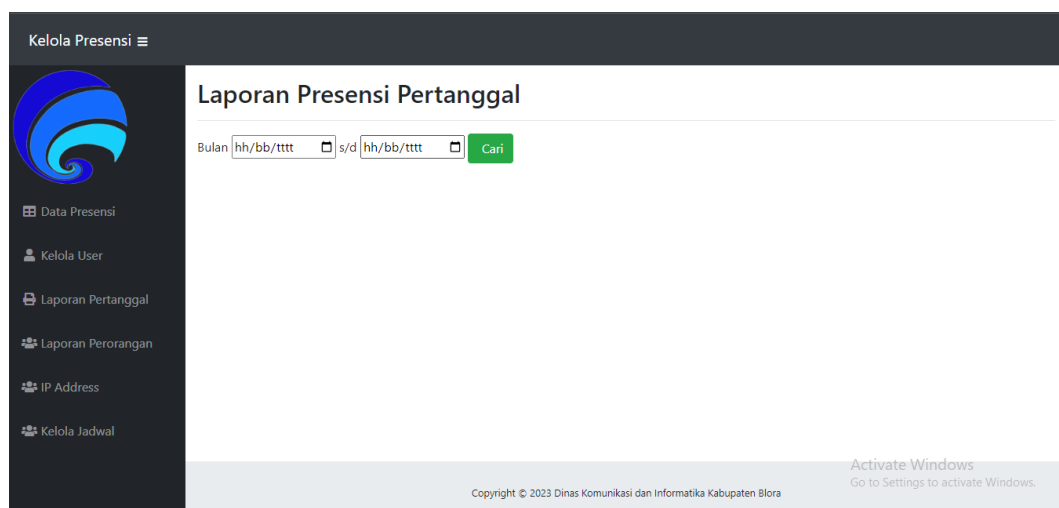 Kelola Presensi
Laporan Presensi Pertanggal
Bulan hh/bb/tttt s/d hh/bb/tttt Cari
Data Presensi
Kelola User
Laporan Pertanggal
Laporan Perorangan
IP Address
Kelola Jadwal
Activate Windows
Go to Settings to activate Windows.
Copyright © 2023 Dinas Komunikasi dan Informatika Kabupaten Blora